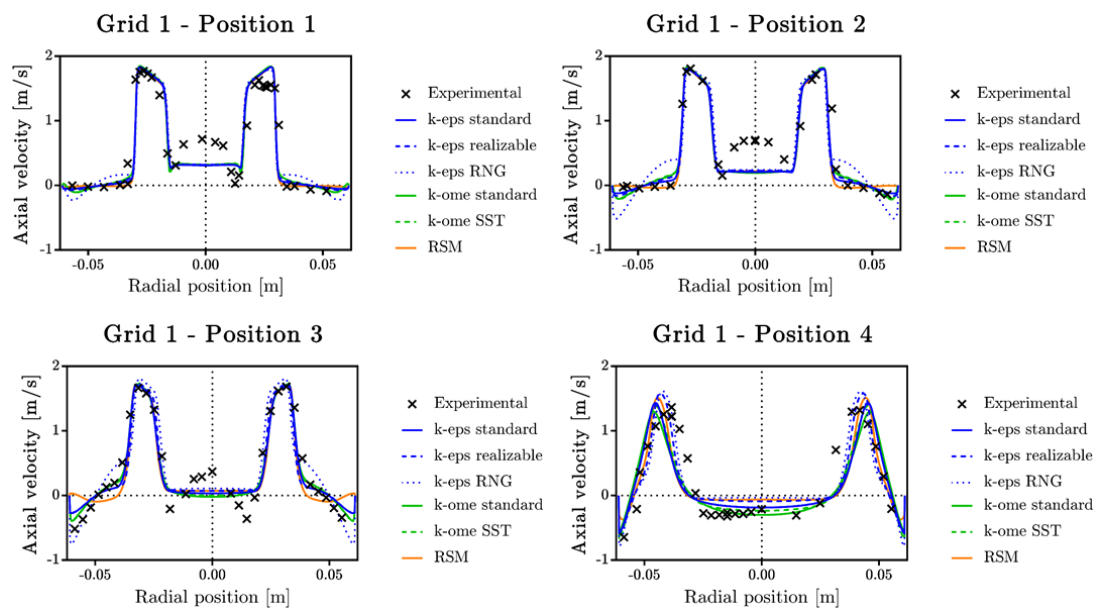 Grid 1 - Position 1
Axial velocity [m/s]
2
1
0
-1
-0.05
0.00
0.05
Radial position [m]
Experimental
k-eps standard
k-eps realizable
k-eps RNG
k-ome standard
k-ome SST
RSM
Grid 1 - Position 2
Axial velocity [m/s]
2
1
0
-1
-0.05
0.00
0.05
Radial position [m]
Experimental
k-eps standard
k-eps realizable
k-eps RNG
k-ome standard
k-ome SST
RSM
Grid 1 - Position 3
Axial velocity [m/s]
2
1
0
-1
-0.05
0.00
0.05
Radial position [m]
Experimental
k-eps standard
k-eps realizable
k-eps RNG
k-ome standard
k-ome SST
RSM
Grid 1 - Position 4
Axial velocity [m/s]
2
1
0
-1
-0.05
0.00
0.05
Radial position [m]
Experimental
k-eps standard
k-eps realizable
k-eps RNG
k-ome standard
k-ome SST
RSM